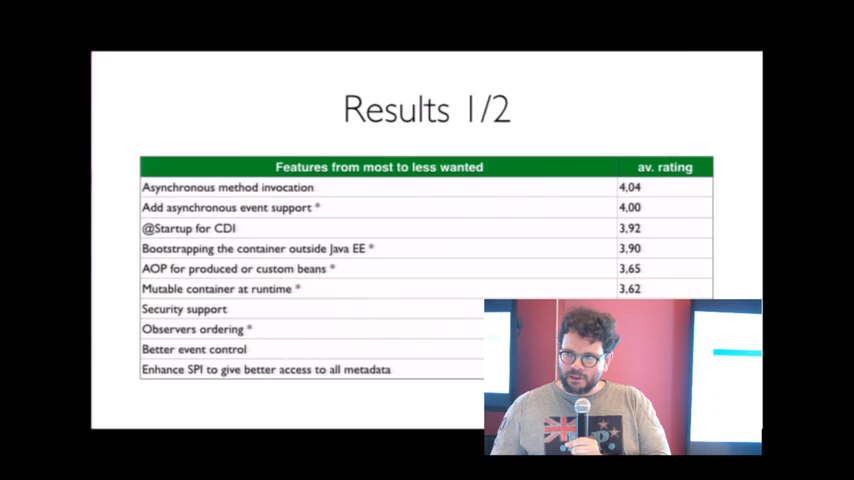 Results 1/2
Features from most to less wanted av. rating
Asynchronous method invocation 4,04
Add asynchronous event support * 4,00
@Startup for CDI 3,92
Bootstrapping the container outside Java EE * 3,90
AOP for produced or custom beans * 3,65
Mutable container at runtime * 3,62
Security support
Observers ordering *
Better event control
Enhance SPI to give better access to all metadata